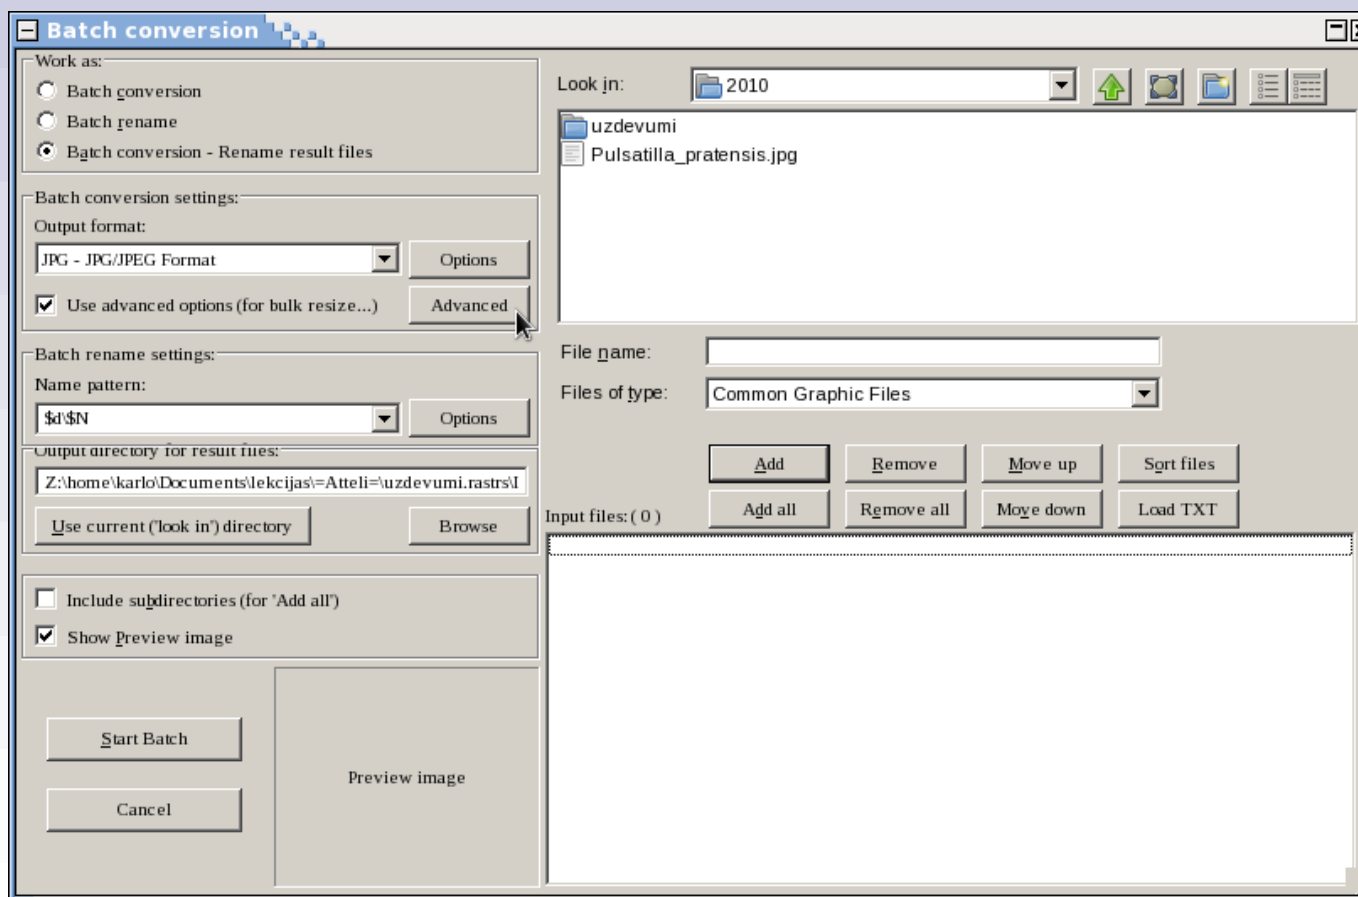 Batch conversion
Work as:
Batch conversion
Batch rename
Batch conversion - Rename result files
Batch conversion settings:
Output format:
JPG - JPG/JPEG Format
Options
Use advanced options (for bulk resize...)
Advanced
Batch rename settings:
Name pattern:
$d\$N
Options
Output directory for result files:
Z:\home\karlo\Documents\lekcijas\=Atteli=\uzdevumi.rastrs\I
Use current ('look in') directory
Browse
Include subdirectories (for 'Add all')
Show Preview image
Start Batch
Cancel
Preview image
Look in:
2010
uzdevumi
Pulsatilla_pratensis.jpg
File name:
Files of type:
Common Graphic Files
Add
Remove
Move up
Sort files
Add all
Remove all
Move down
Load TXT
Input files: ( 0 )